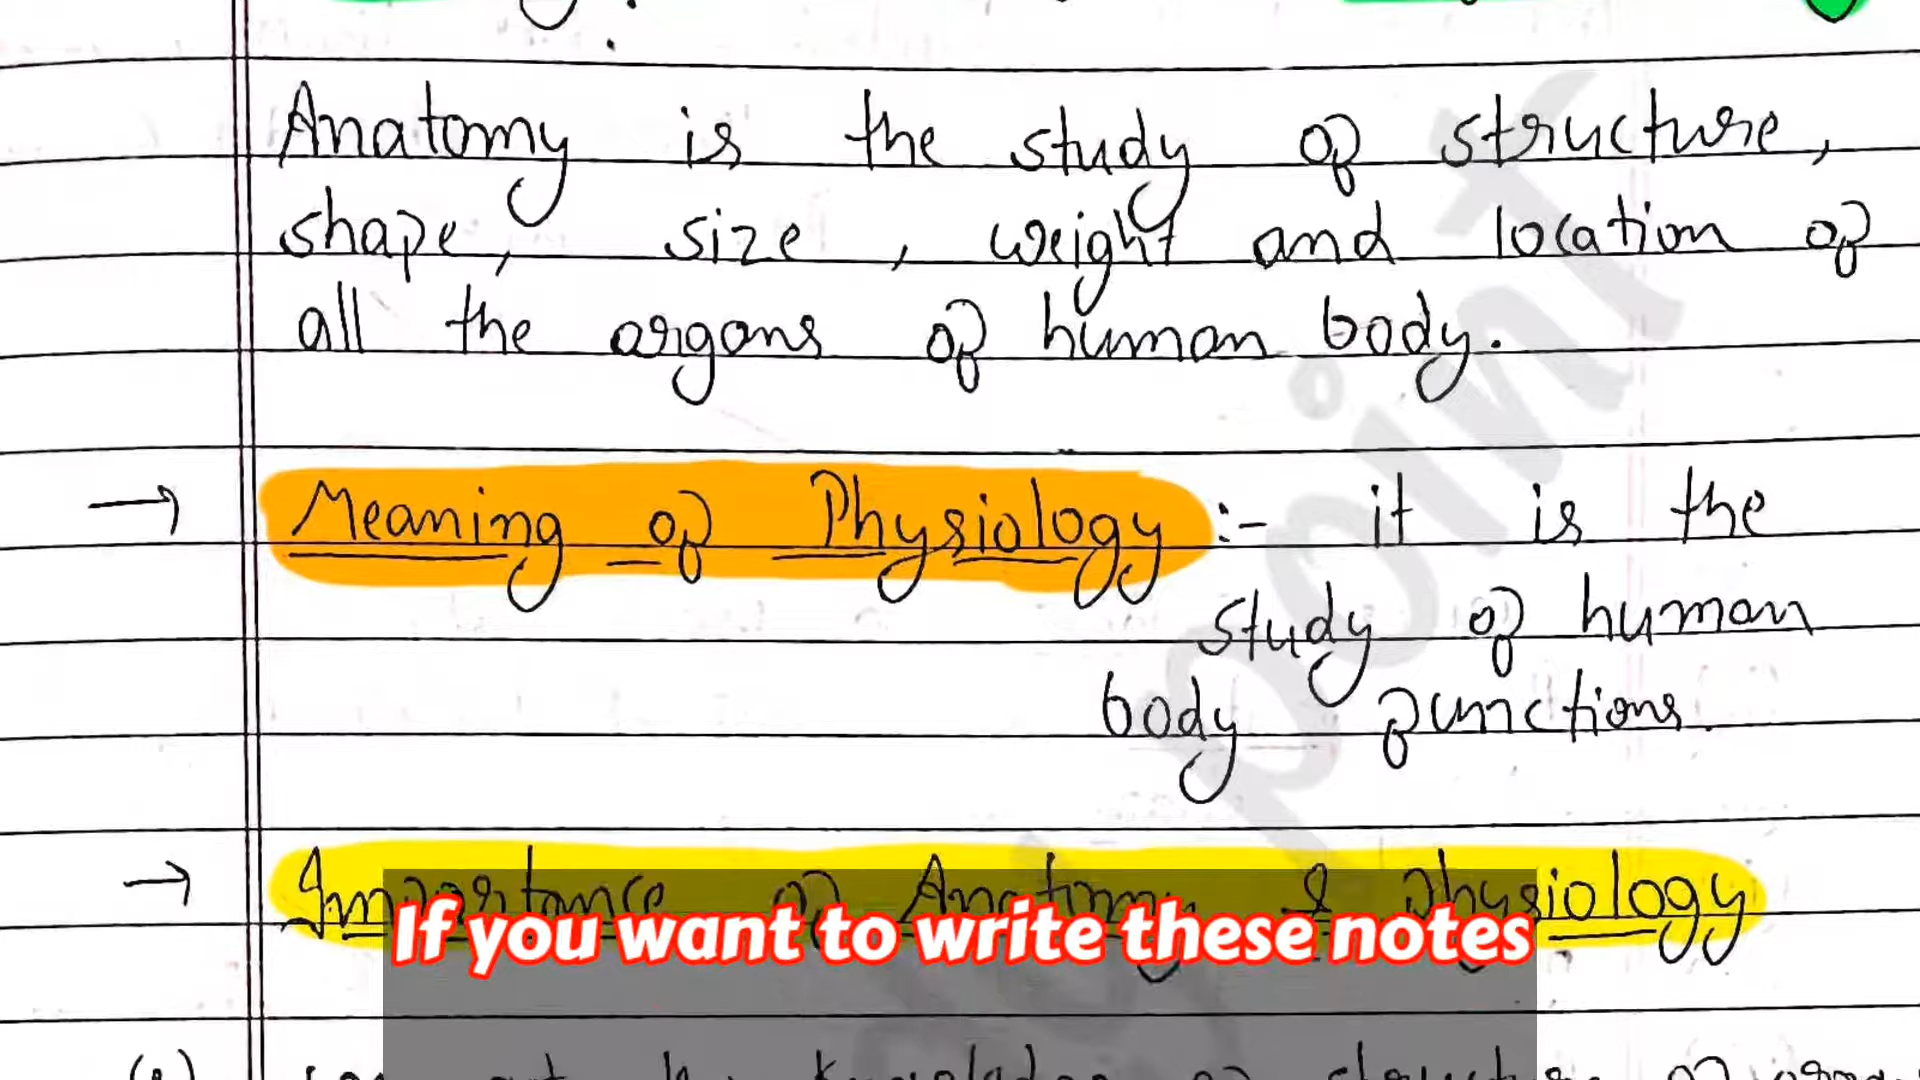 Anatomy is the study of structure,
shape, size, weight and location of
all the organs of human body.
→ Meaning of Physiology :- it is the
study of human
body functions.
→ Importance of Anatomy & Physiology
If you want to write these notes
point